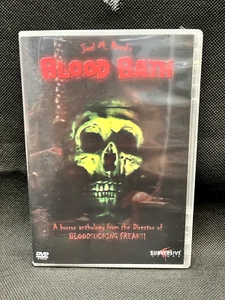 Joel M. Reed's
BLOOD BATH
A horror anthology from the Director of
BLOODSUCKING FREAKS!
DVD
SUBVERSIVE